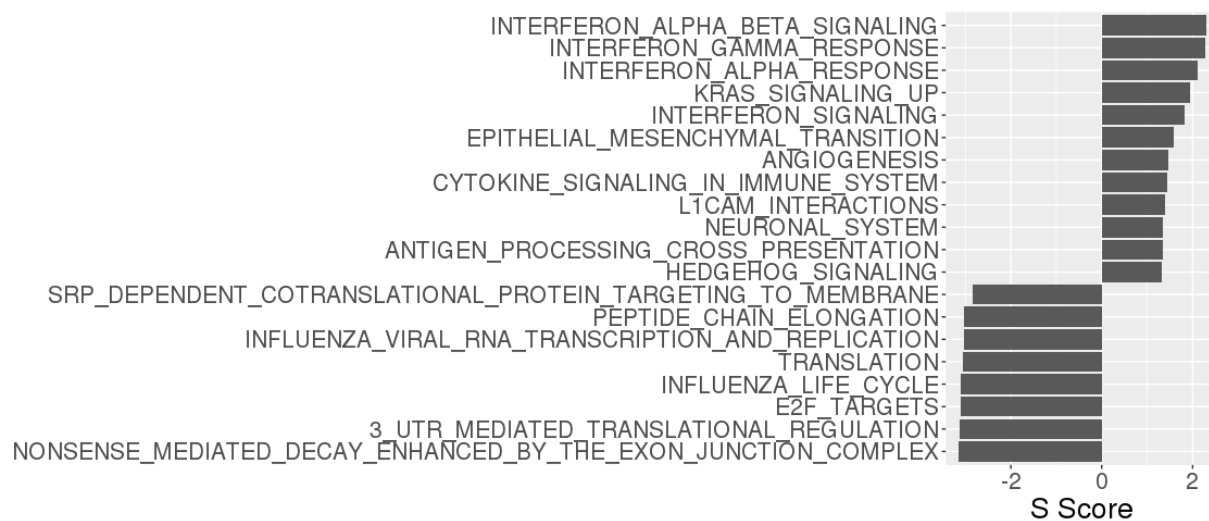 INTERFERON_ALPHA_BETA_SIGNALING
INTERFERON_GAMMA_RESPONSE
INTERFERON_ALPHA_RESPONSE
KRAS_SIGNALING_UP
INTERFERON_SIGNALING
EPITHELIAL_MESENCHYMAL_TRANSITION
ANGIOGENESIS
CYTOKINE_SIGNALING_IN_IMMUNE_SYSTEM
L1CAM_INTERACTIONS
NEURONAL_SYSTEM
ANTIGEN_PROCESSING_CROSS_PRESENTATION
HEDGEHOG_SIGNALING
SRP_DEPENDENT_COTRANSLATIONAL_PROTEIN_TARGETING_TO_MEMBRANE
PEPTIDE_CHAIN_ELONGATION
INFLUENZA_VIRAL_RNA_TRANSCRIPTION_AND_REPLICATION
TRANSLATION
INFLUENZA_LIFE_CYCLE
E2F_TARGETS
3_UTR_MEDIATED_TRANSLATIONAL_REGULATION
NONSENSE_MEDIATED_DECAY_ENHANCED_BY_THE_EXON_JUNCTION_COMPLEX
-2 0 2
S Score